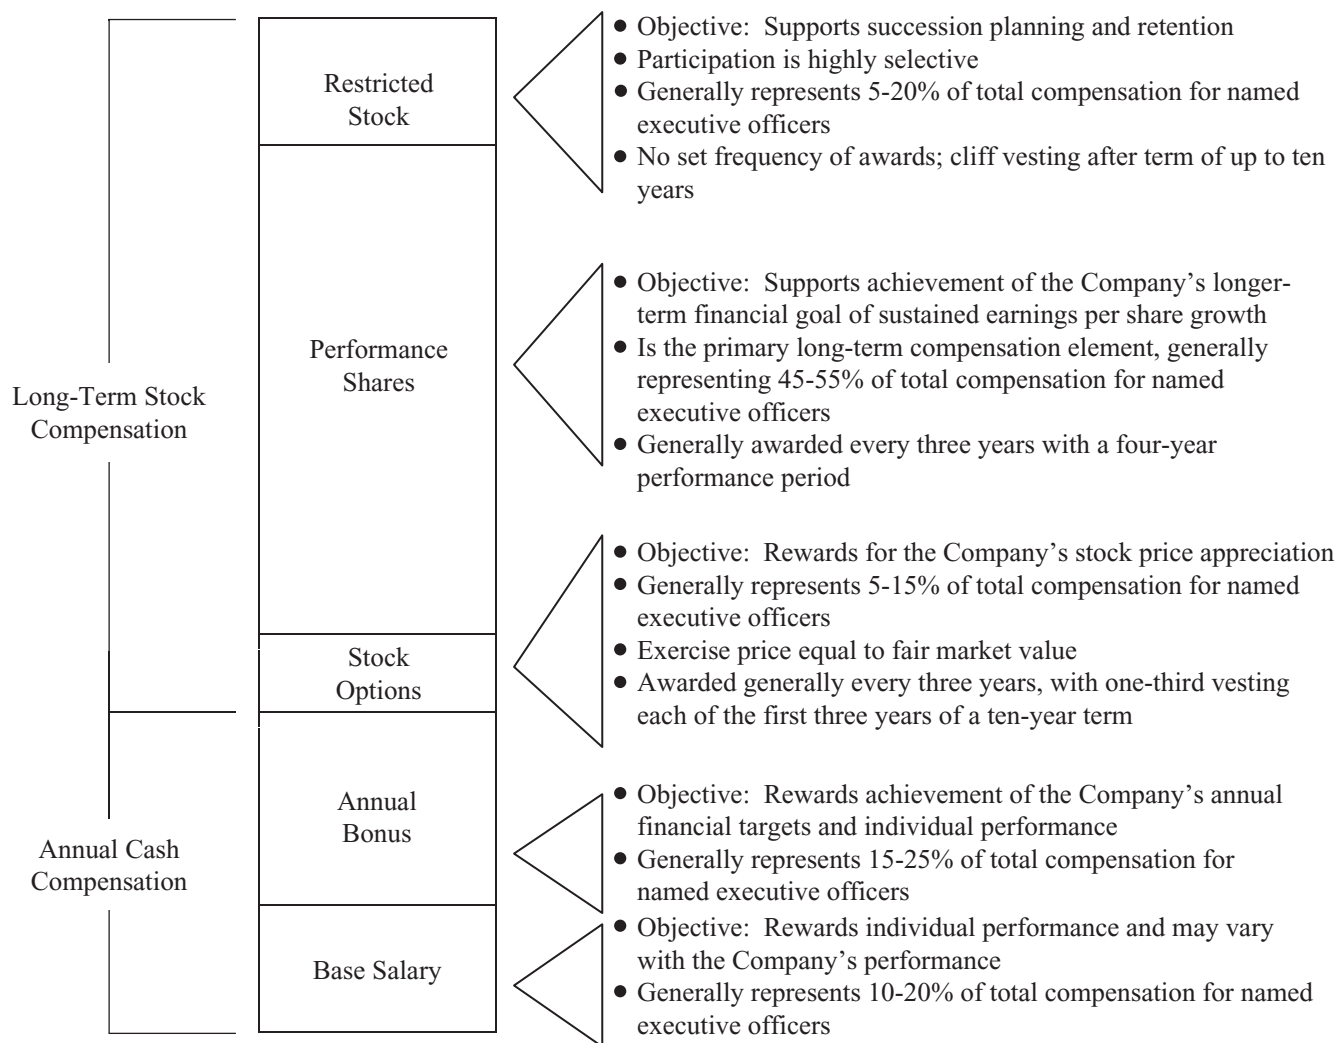 Restricted
Stock
● Objective:  Supports succession planning and retention
● Participation is highly selective
● Generally represents 5-20% of total compensation for named
executive officers
● No set frequency of awards; cliff vesting after term of up to ten
years
Long-Term Stock
Compensation
Performance
Shares
● Objective:  Supports achievement of the Company’s longer-
term financial goal of sustained earnings per share growth
● Is the primary long-term compensation element, generally
representing 45-55% of total compensation for named
executive officers
● Generally awarded every three years with a four-year
performance period
Stock
Options
● Objective:  Rewards for the Company’s stock price appreciation
● Generally represents 5-15% of total compensation for named
executive officers
● Exercise price equal to fair market value
● Awarded generally every three years, with one-third vesting
each of the first three years of a ten-year term
Annual Cash
Compensation
Annual
Bonus
● Objective:  Rewards achievement of the Company’s annual
financial targets and individual performance
● Generally represents 15-25% of total compensation for
named executive officers
Base Salary
● Objective:  Rewards individual performance and may vary
with the Company’s performance
● Generally represents 10-20% of total compensation for named
executive officers